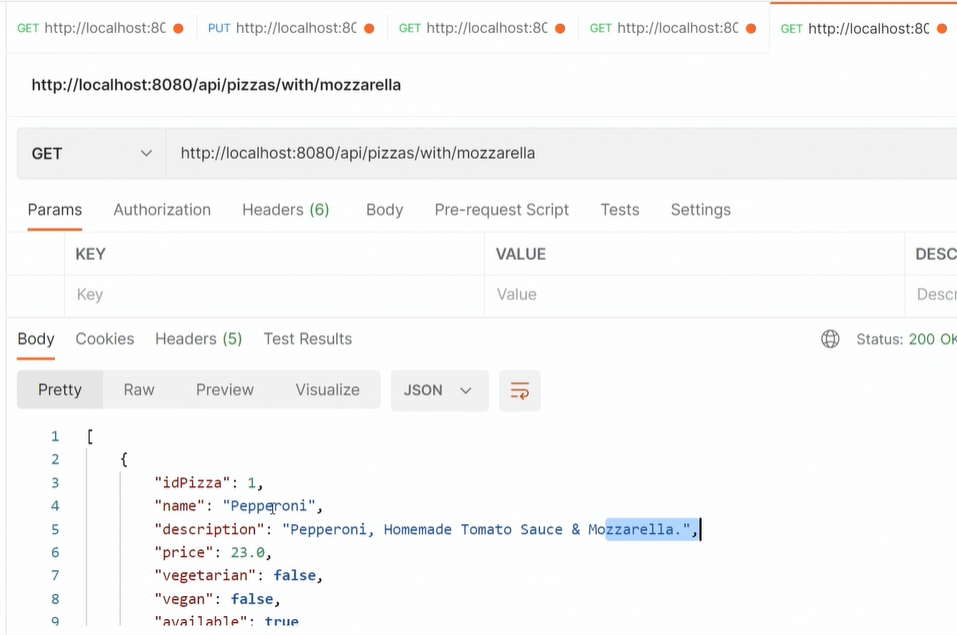 GET http://localhost:8C PUT http://localhost:8C GET http://localhost:8C GET http://localhost:8C GET http://localhost:8C
http://localhost:8080/api/pizzas/with/mozzarella
GET http://localhost:8080/api/pizzas/with/mozzarella
Params Authorization Headers (6) Body Pre-request Script Tests Settings
KEY VALUE DESC
Key Value Descr
Body Cookies Headers (5) Test Results Status: 200 OK
Pretty Raw Preview Visualize JSON
1 [
2 {
3 "idPizza": 1,
4 "name": "Pepperoni",
5 "description": "Pepperoni, Homemade Tomato Sauce & Mozzarella.",
6 "price": 23.0,
7 "vegetarian": false,
8 "vegan": false,
9 "available": true